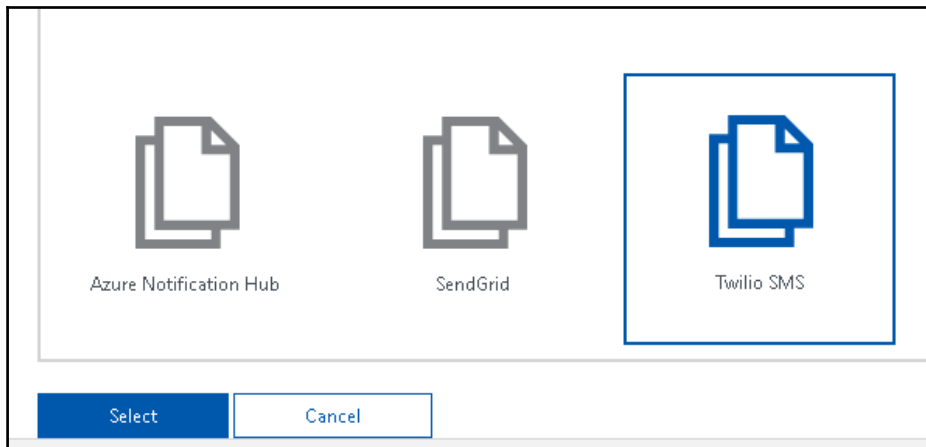 Azure Notification Hub
SendGrid
Twilio SMS
Select
Cancel